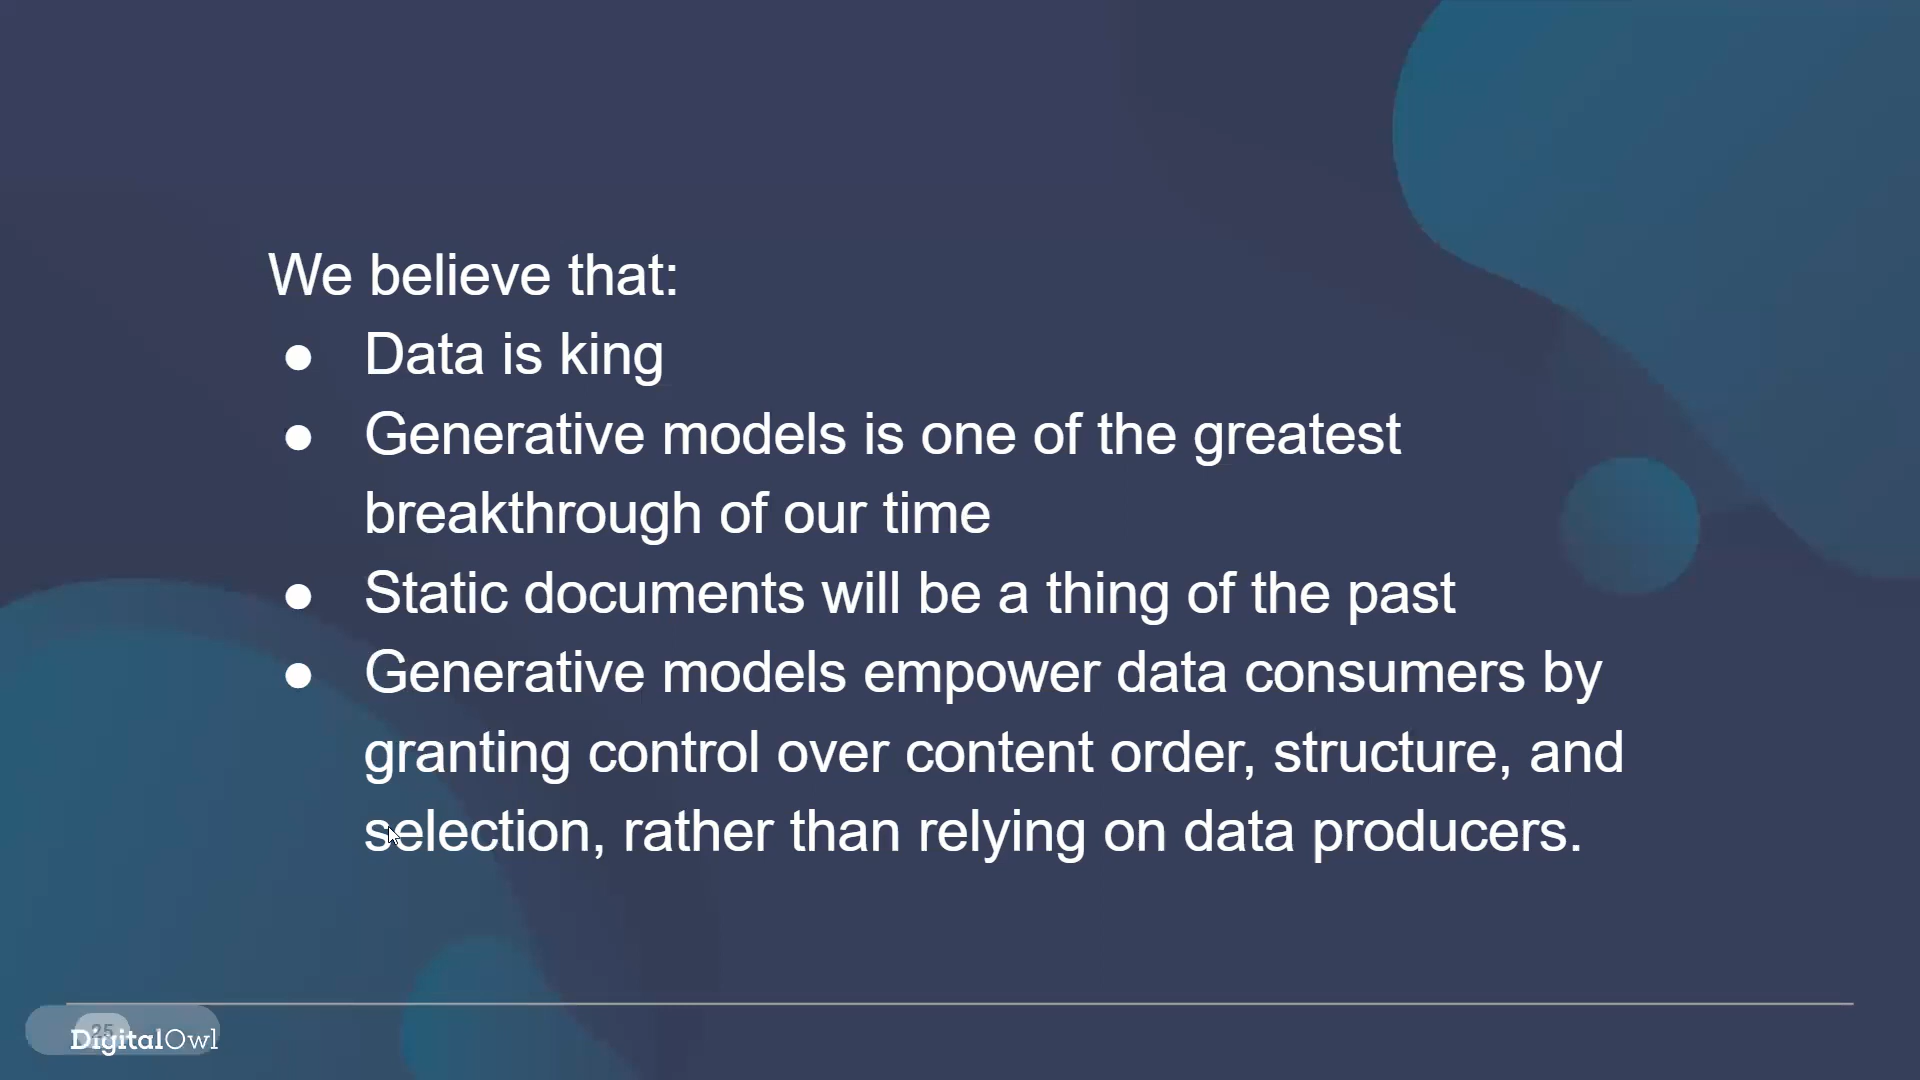 We believe that:
● Data is king
● Generative models is one of the greatest
breakthrough of our time
● Static documents will be a thing of the past
● Generative models empower data consumers by
granting control over content order, structure, and
selection, rather than relying on data producers.
25
DigitalOwl